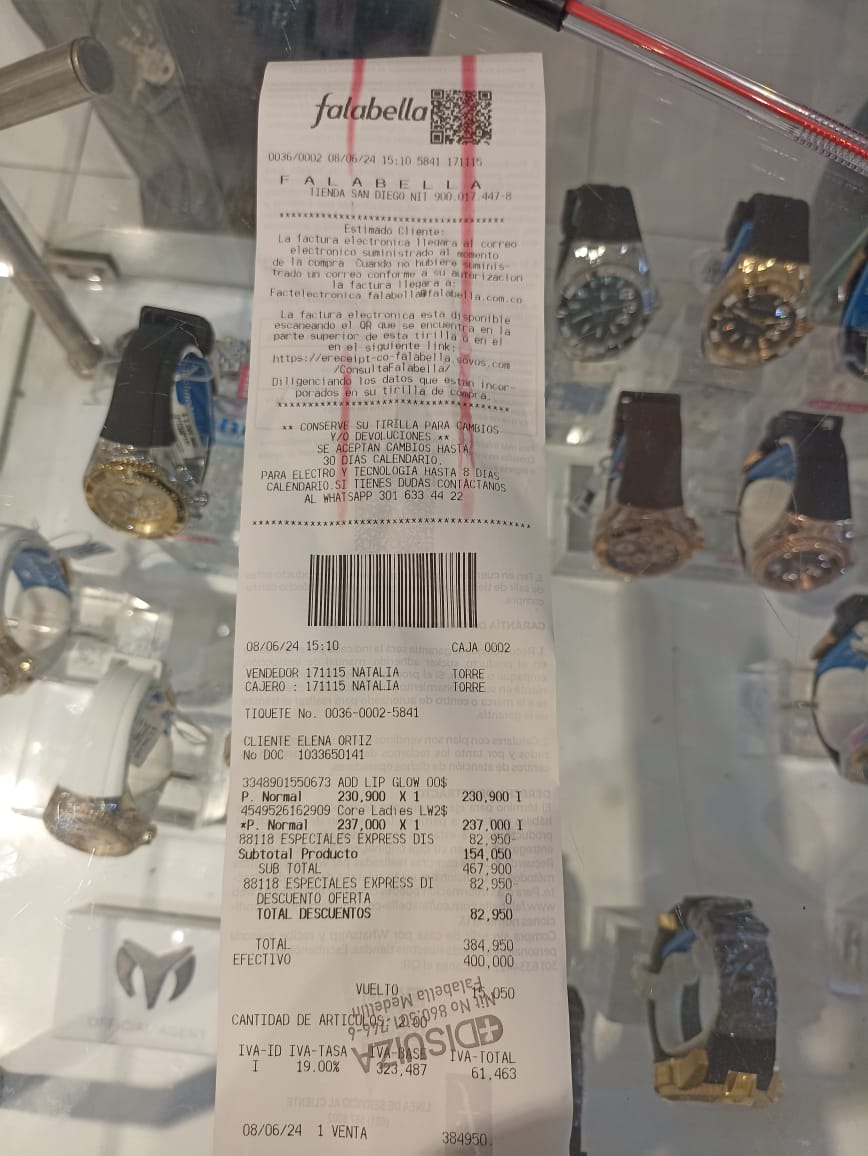 falabella
0036/0002 08/06/24 15:10 5841 171115
F A L A B E L L A
TIENDA SAN DIEGO NIT 900.017.447-8
Estimado Cliente:
La factura electronica llegara al correo
electronico suministrado al momento
de la compra. Cuando no hubiere suminis-
trado un correo conforme a su autorizacion
la factura llegara a:
Factelectronica falabella@falabella.com.co
La factura electronica esta disponible
escaneando el QR que se encuentra en la
parte superior de esta tirilla o en el
en el siguiente link:
https://ereceipt-co-falabella.sovos.com
/ConsultaFalabella/
Diligenciando los datos que estan incor-
porados en su tirilla de compra.
** CONSERVE SU TIRILLA PARA CAMBIOS
Y/O DEVOLUCIONES **
SE ACEPTAN CAMBIOS HASTA
30 DIAS CALENDARIO.
PARA ELECTRO Y TECNOLOGIA HASTA 8 DIAS
CALENDARIO.SI TIENES DUDAS CONTACTANOS
AL WHATSAPP 301 633 44 22
08/06/24 15:10 CAJA 0002
VENDEDOR 171115 NATALIA TORRE
CAJERO : 171115 NATALIA TORRE
TIQUETE No. 0036-0002-5841
CLIENTE ELENA ORTIZ
No DOC 1033650141
3348901550673 ADD LIP GLOW 00$
P. Normal 230,900 X 1 230,900 I
4549526162909 Core Ladies LW2$
*P. Normal 237,000 X 1 237,000 I
88118 ESPECIALES EXPRESS DIS 82,950-
Subtotal Producto 154,050
SUB TOTAL 467,900
88118 ESPECIALES EXPRESS DI 82,950-
DESCUENTO OFERTA 0
TOTAL DESCUENTOS 82,950
TOTAL 384,950
EFECTIVO 400,000
VUELTO 15,050
CANTIDAD DE ARTICULOS: 2.00
DISUIZA
Falabella Medellín
IVA-ID IVA-TASA IVA-BASE IVA-TOTAL
I 19.00% 323,487 61,463
08/06/24 1 VENTA 384950.